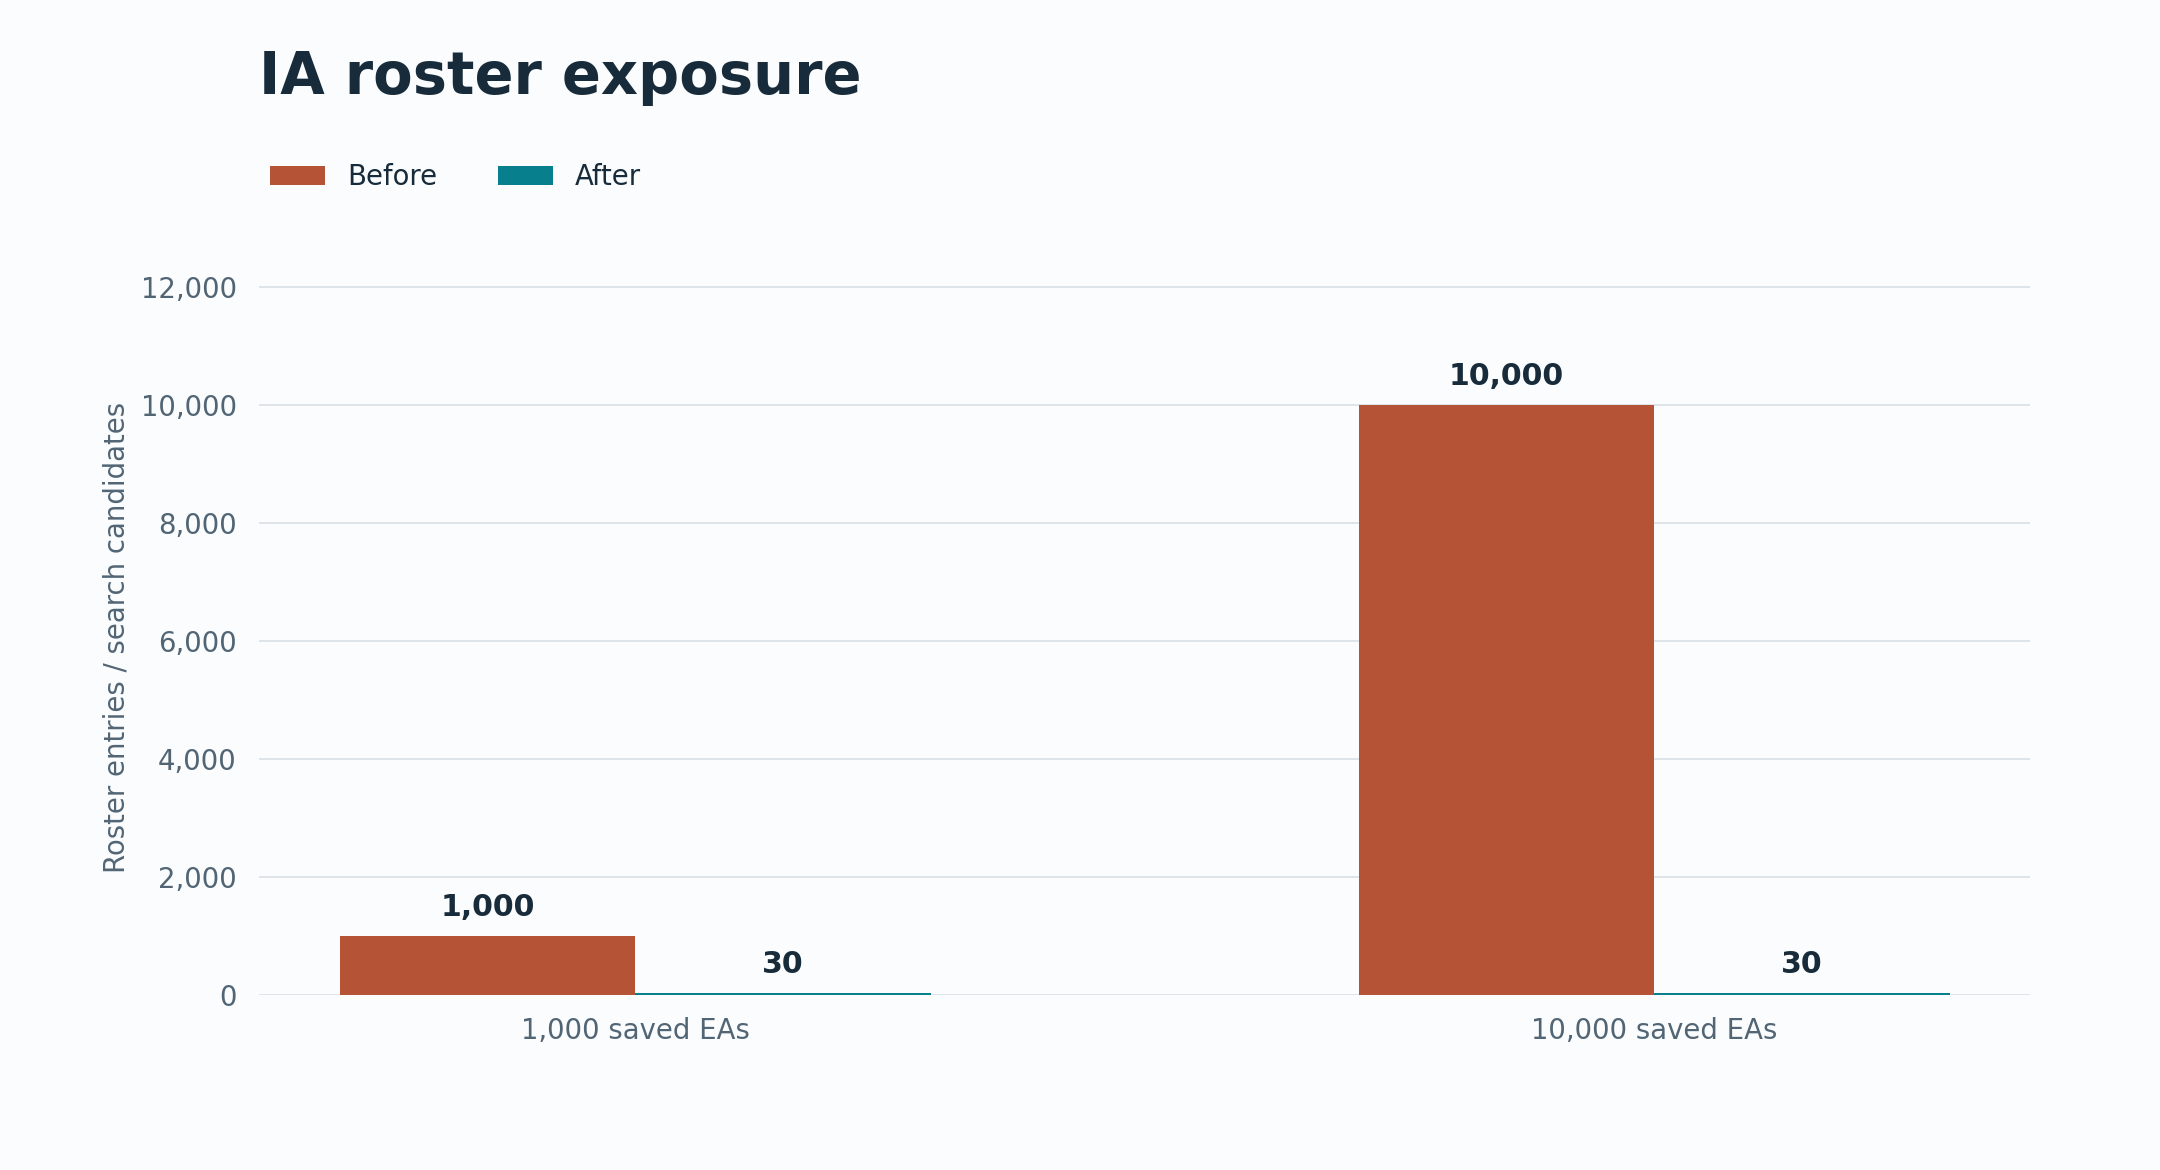 IA roster exposure
Before
After
12,000
10,000
8,000
6,000
4,000
2,000
0
Roster entries / search candidates
1,000
30
10,000
30
1,000 saved EAs
10,000 saved EAs